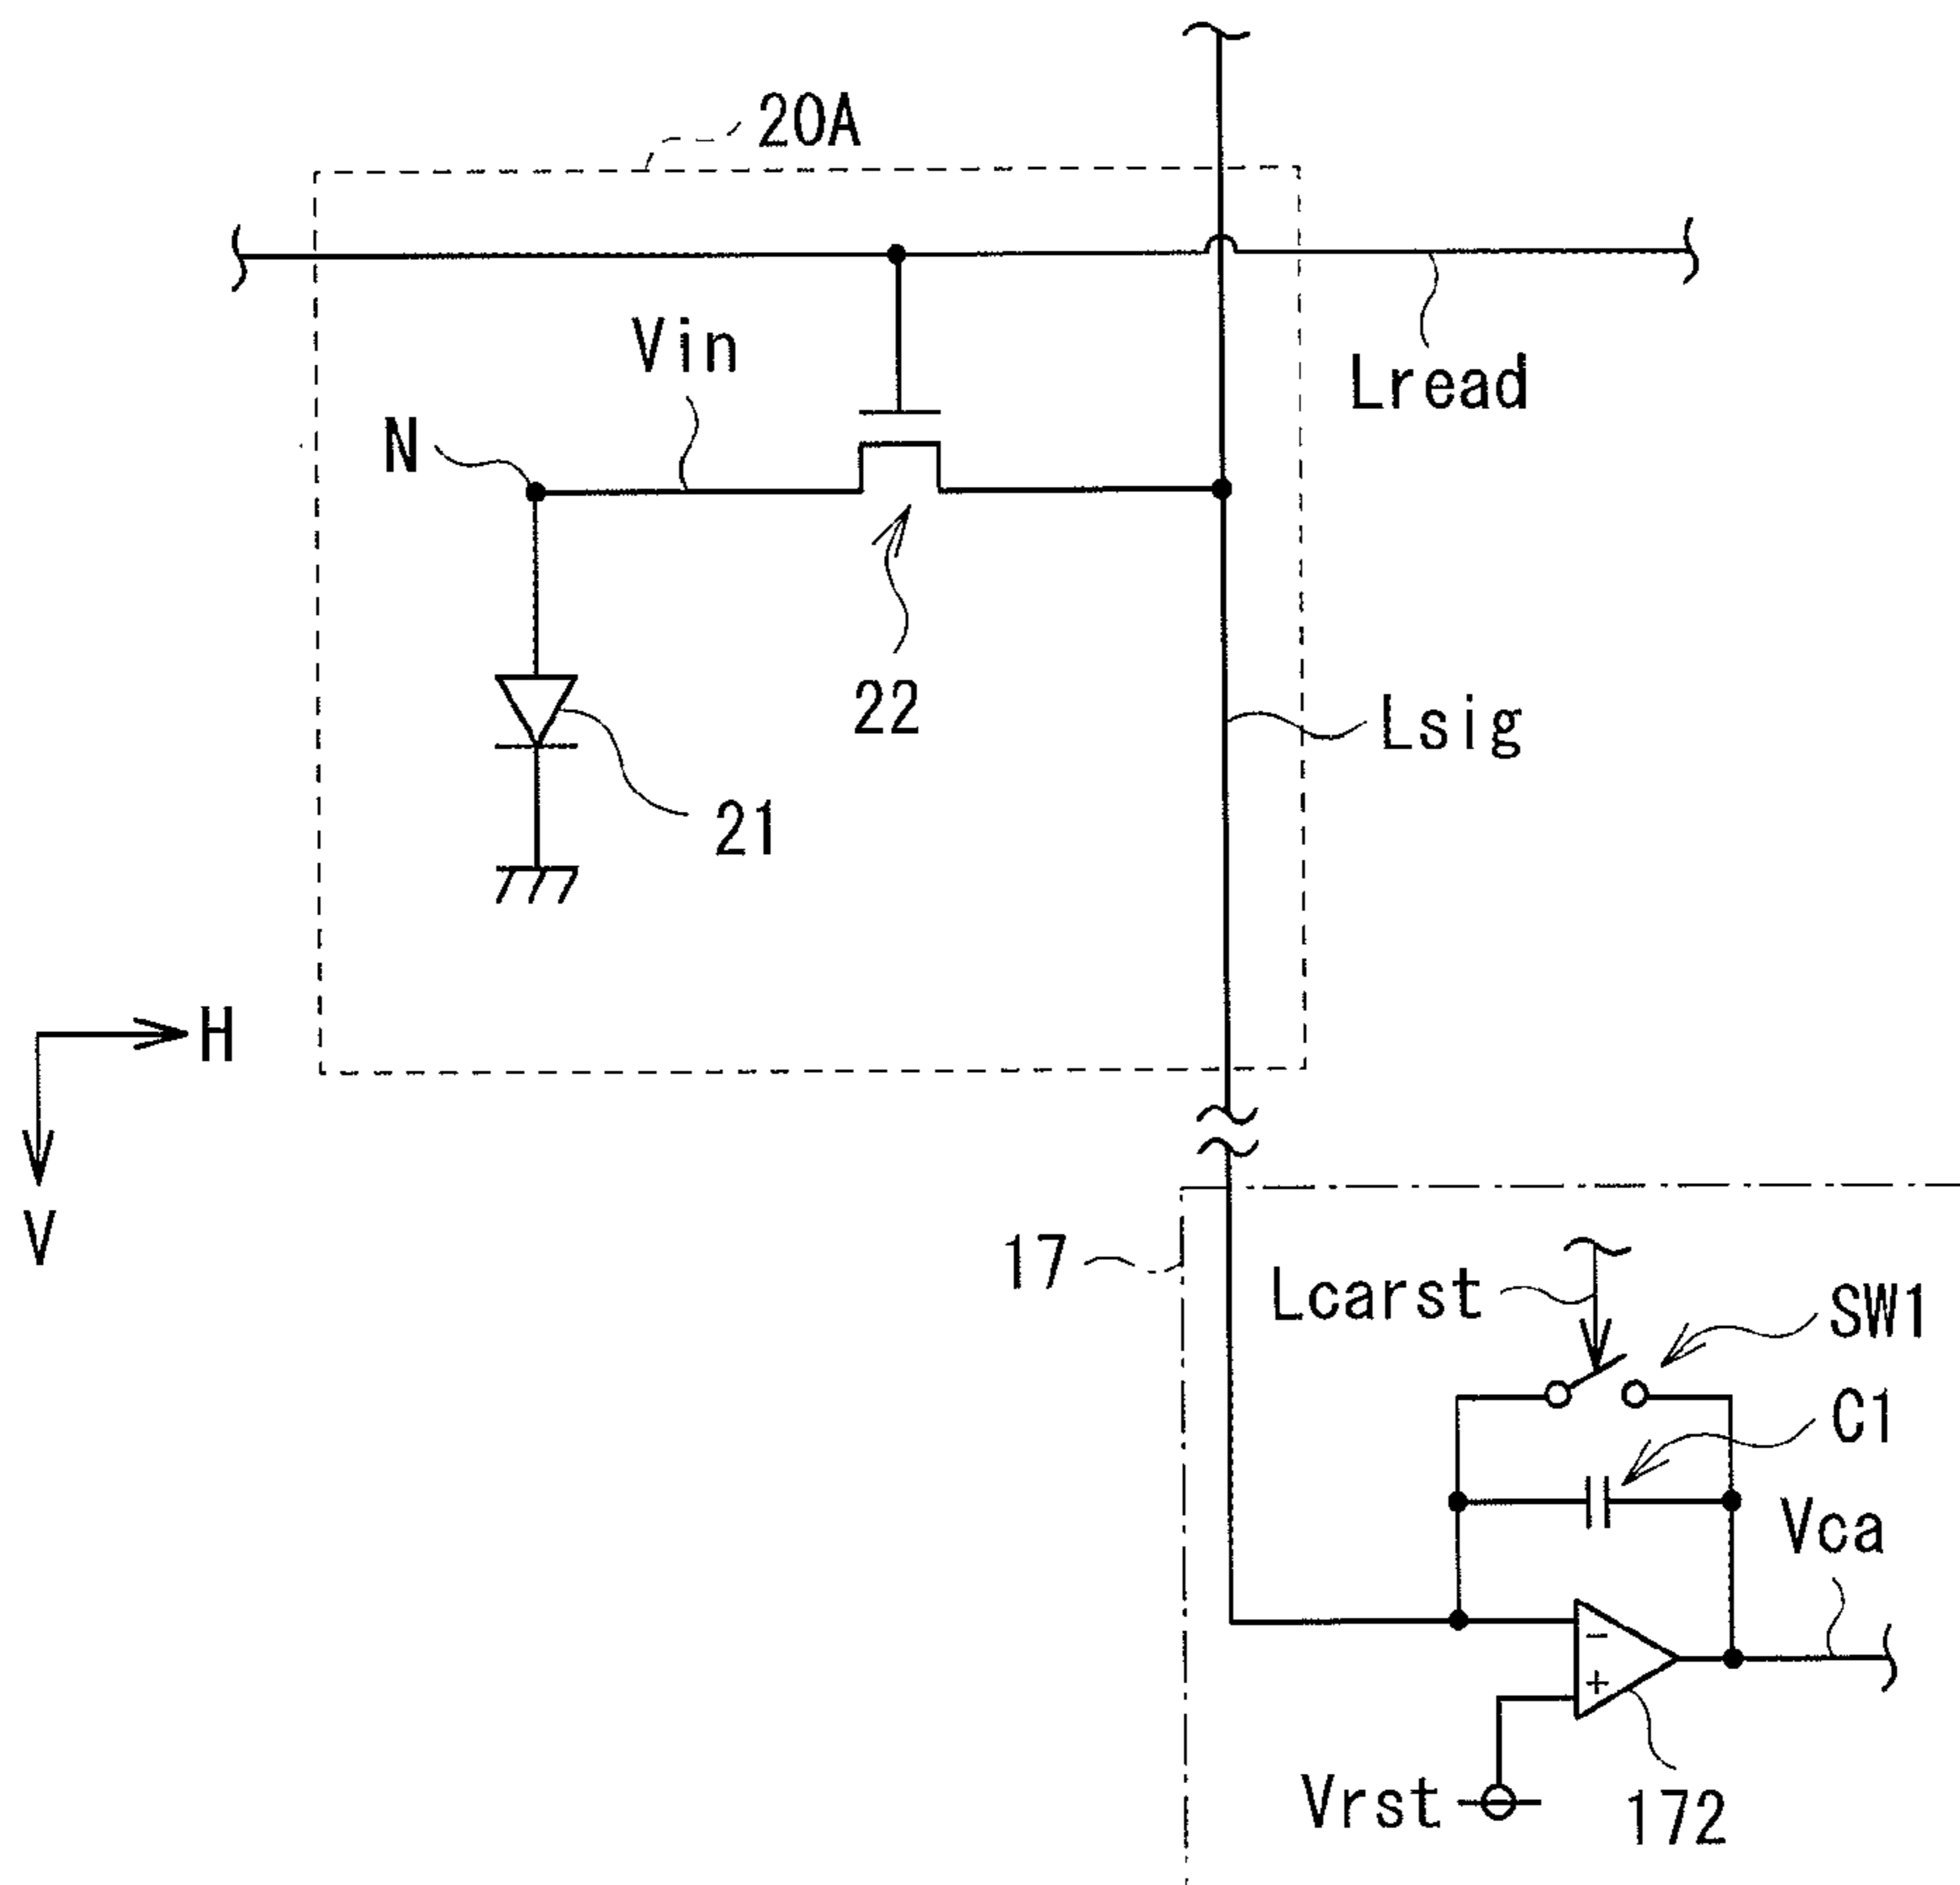 20A
Vin
Lread
N
22
Lsig
21
H
V
17
Lcarst
SW1
C1
Vca
−
+
Vrst
172